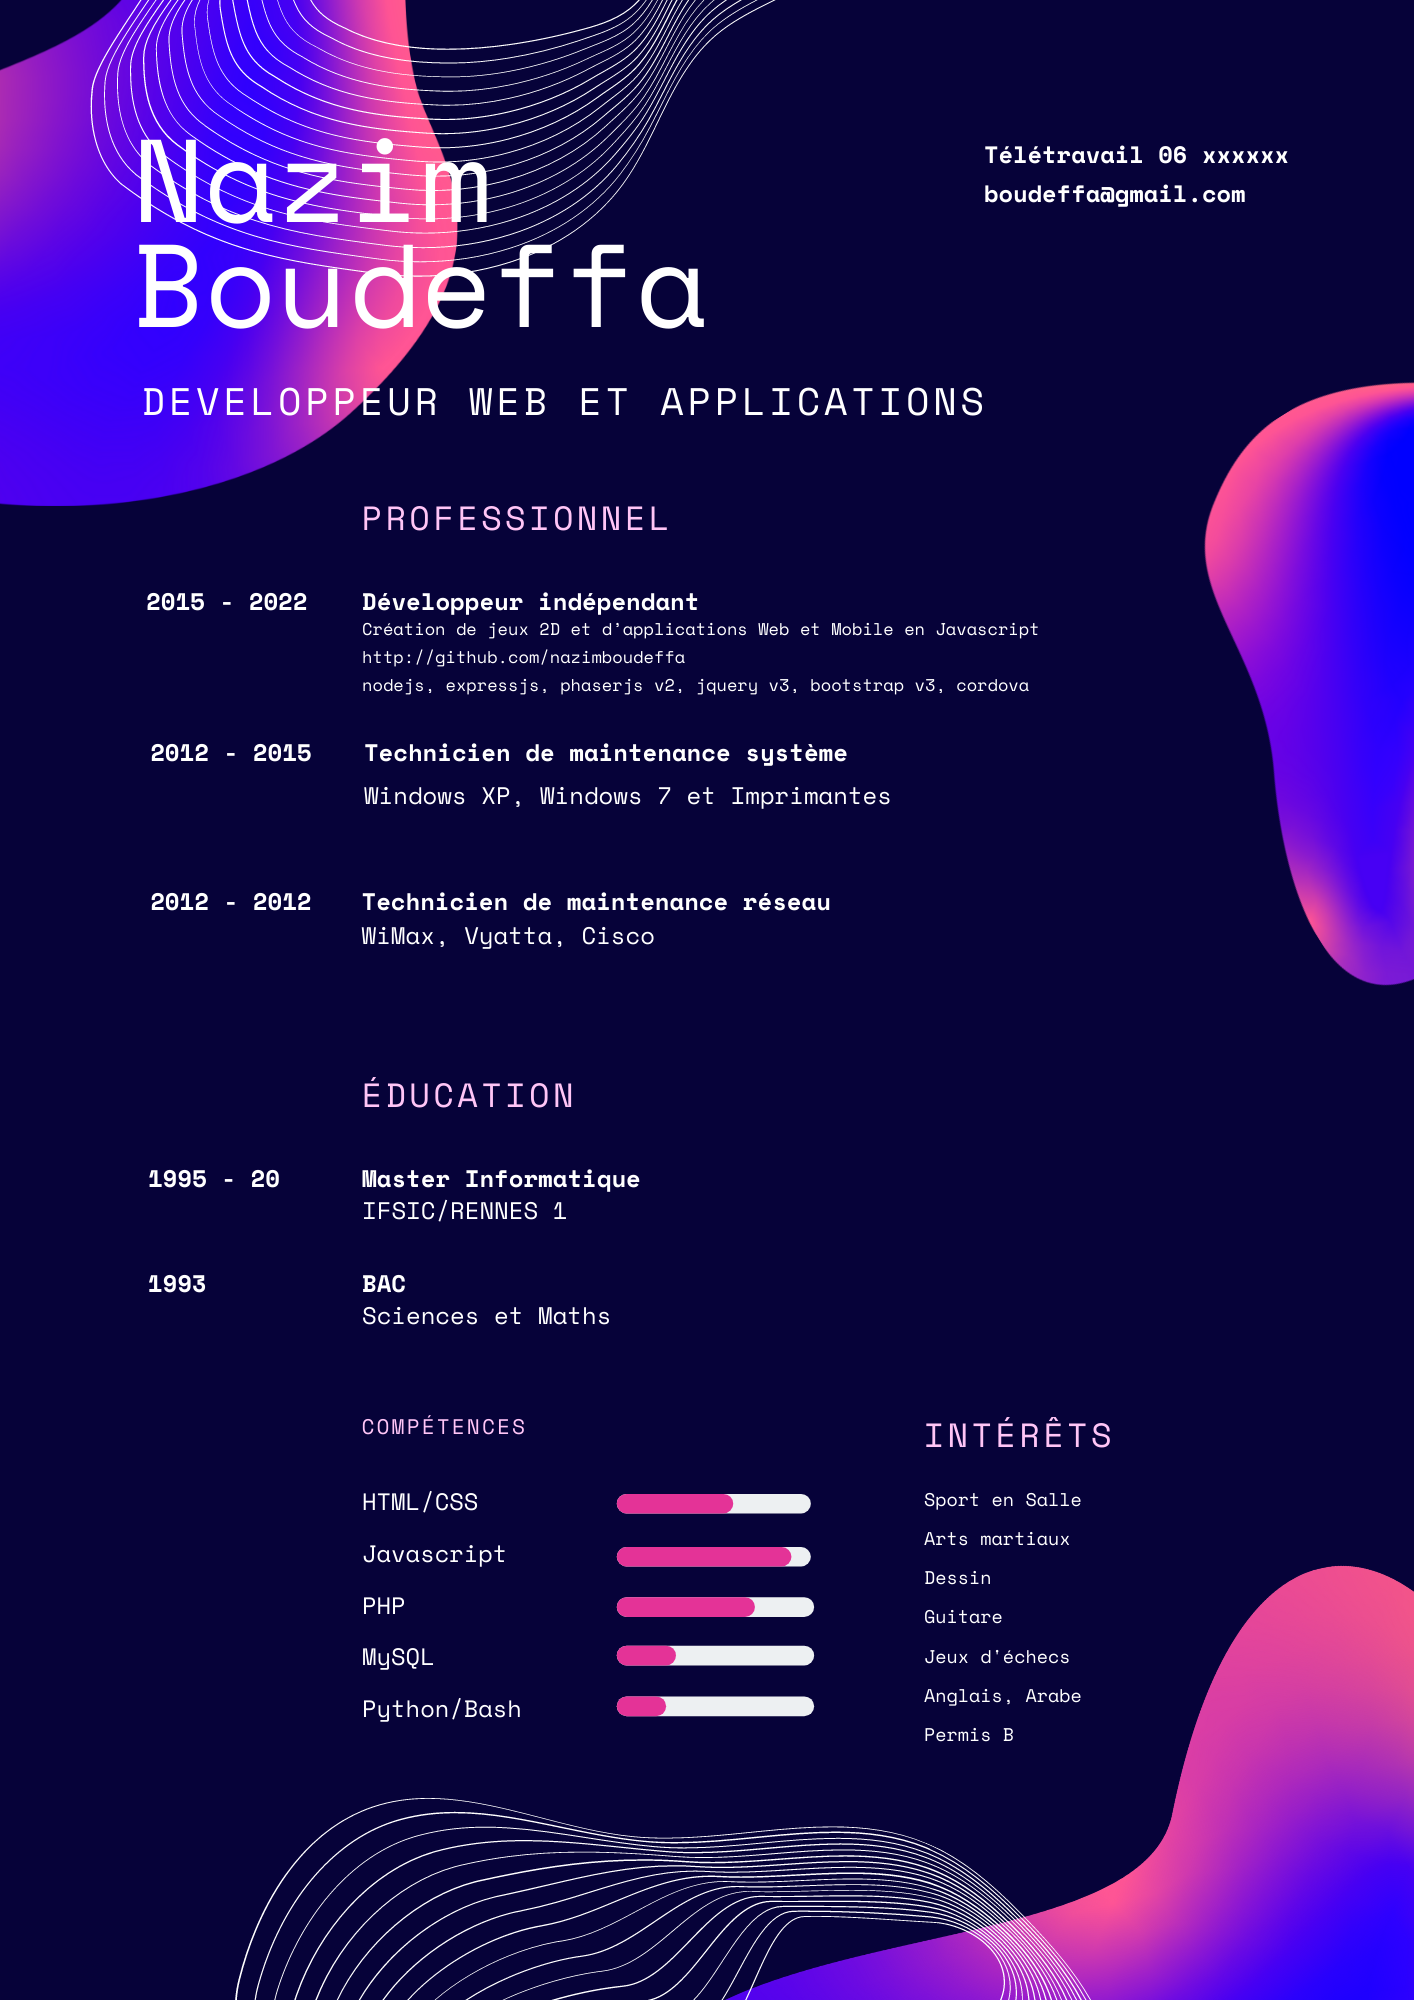 Nazim
Boudeffa
Télétravail 06 xxxxxx
boudeffa@gmail.com
DEVELOPPEUR WEB ET APPLICATIONS
PROFESSIONNEL
2015 - 2022 Développeur indépendant
Création de jeux 2D et d'applications Web et Mobile en Javascript
http://github.com/nazimboudeffa
nodejs, expressjs, phaserjs v2, jquery v3, bootstrap v3, cordova
2012 - 2015 Technicien de maintenance système
Windows XP, Windows 7 et Imprimantes
2012 - 2012 Technicien de maintenance réseau
WiMax, Vyatta, Cisco
ÉDUCATION
1995 - 20 Master Informatique
IFSIC/RENNES 1
1993 BAC
Sciences et Maths
COMPÉTENCES
HTML/CSS
Javascript
PHP
MySQL
Python/Bash
INTÉRÊTS
Sport en Salle
Arts martiaux
Dessin
Guitare
Jeux d'échecs
Anglais, Arabe
Permis B